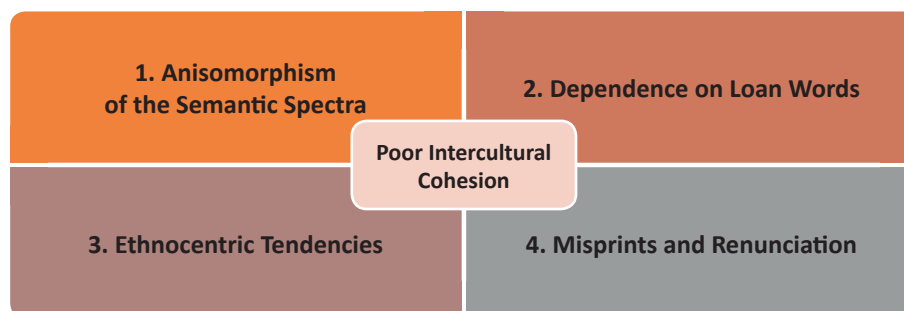 1. Anisomorphism
of the Semantic Spectra
2. Dependence on Loan Words
Poor Intercultural
Cohesion
3. Ethnocentric Tendencies
4. Misprints and Renunciation